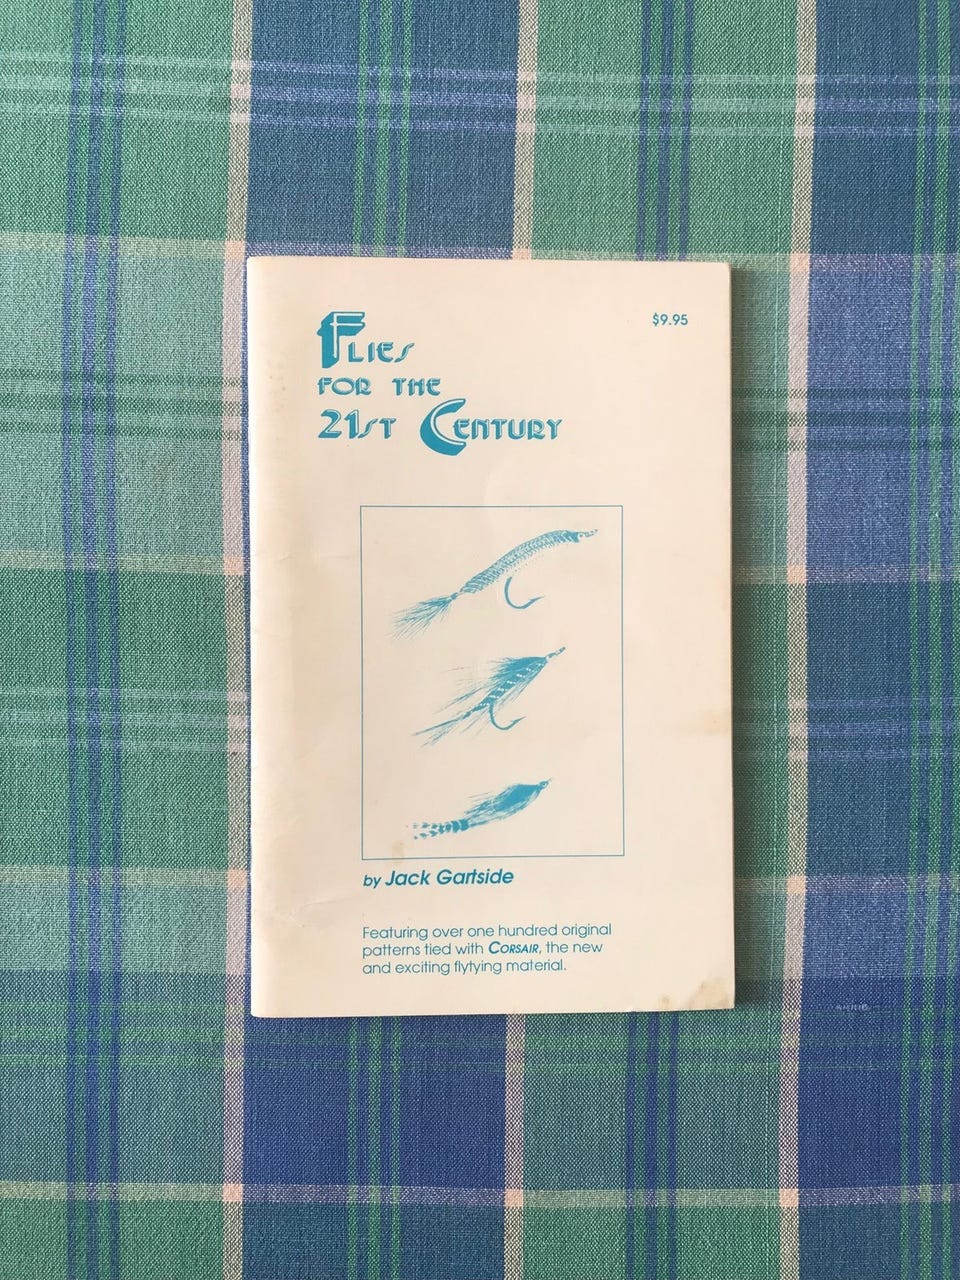 $9.95
Flies
for the
21st Century
by Jack Gartside
Featuring over one hundred original
patterns tied with Corsair, the new
and exciting flytying material.